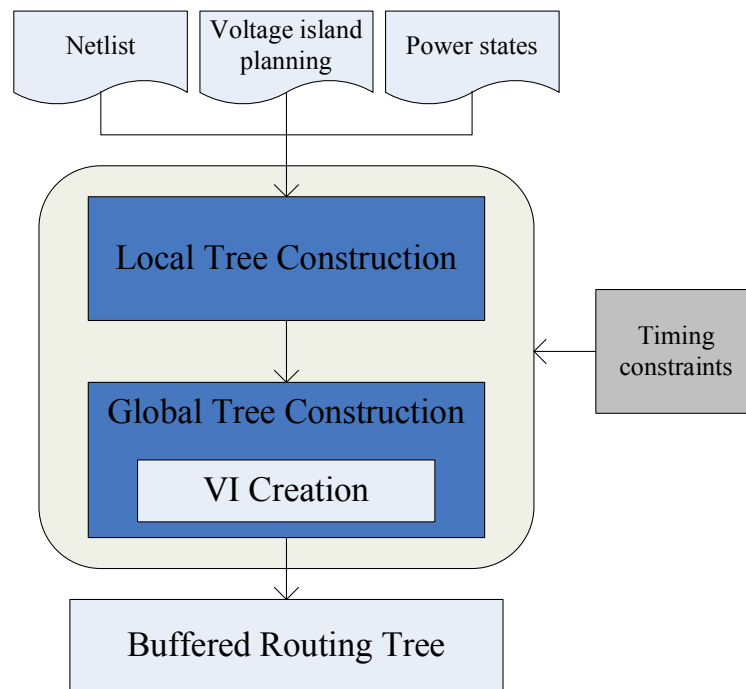 Netlist
Voltage island
planning
Power states
Local Tree Construction
Timing
constraints
Global Tree Construction
VI Creation
Buffered Routing Tree